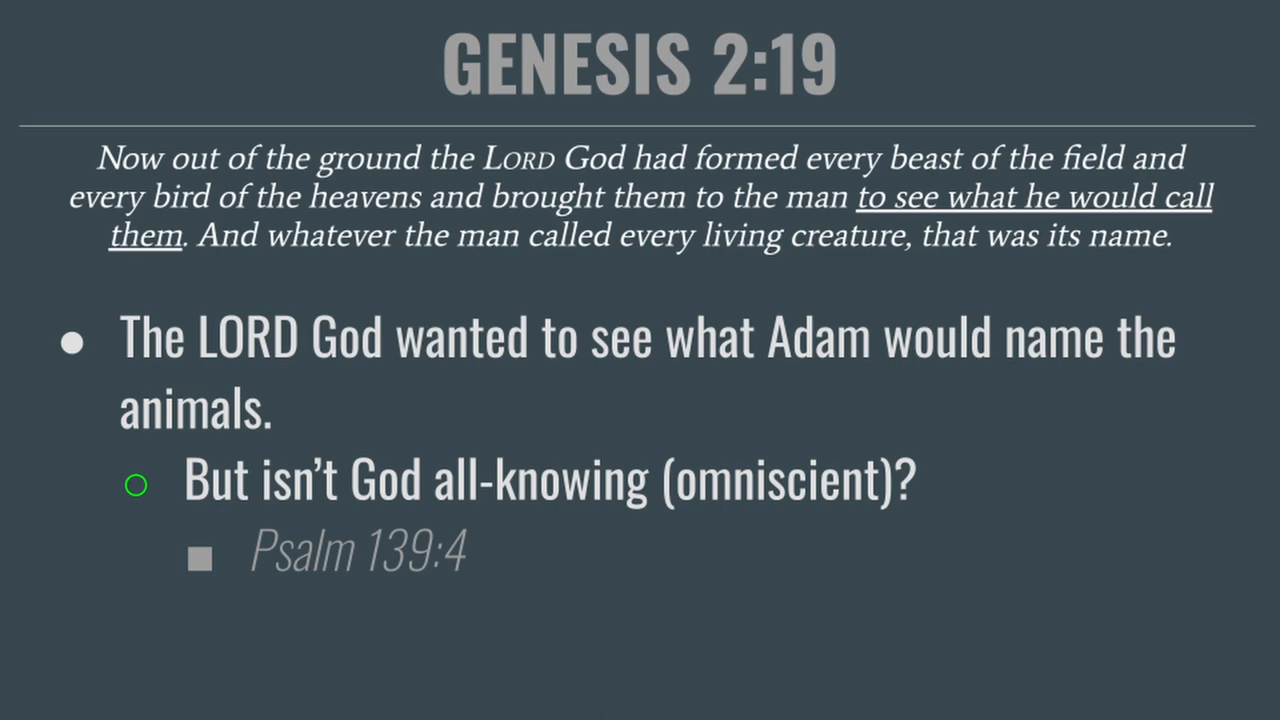 GENESIS 2:19
Now out of the ground the LORD God had formed every beast of the field and
every bird of the heavens and brought them to the man to see what he would call
them. And whatever the man called every living creature, that was its name.
● The LORD God wanted to see what Adam would name the
animals.
○ But isn’t God all-knowing (omniscient)?
■ Psalm 139:4